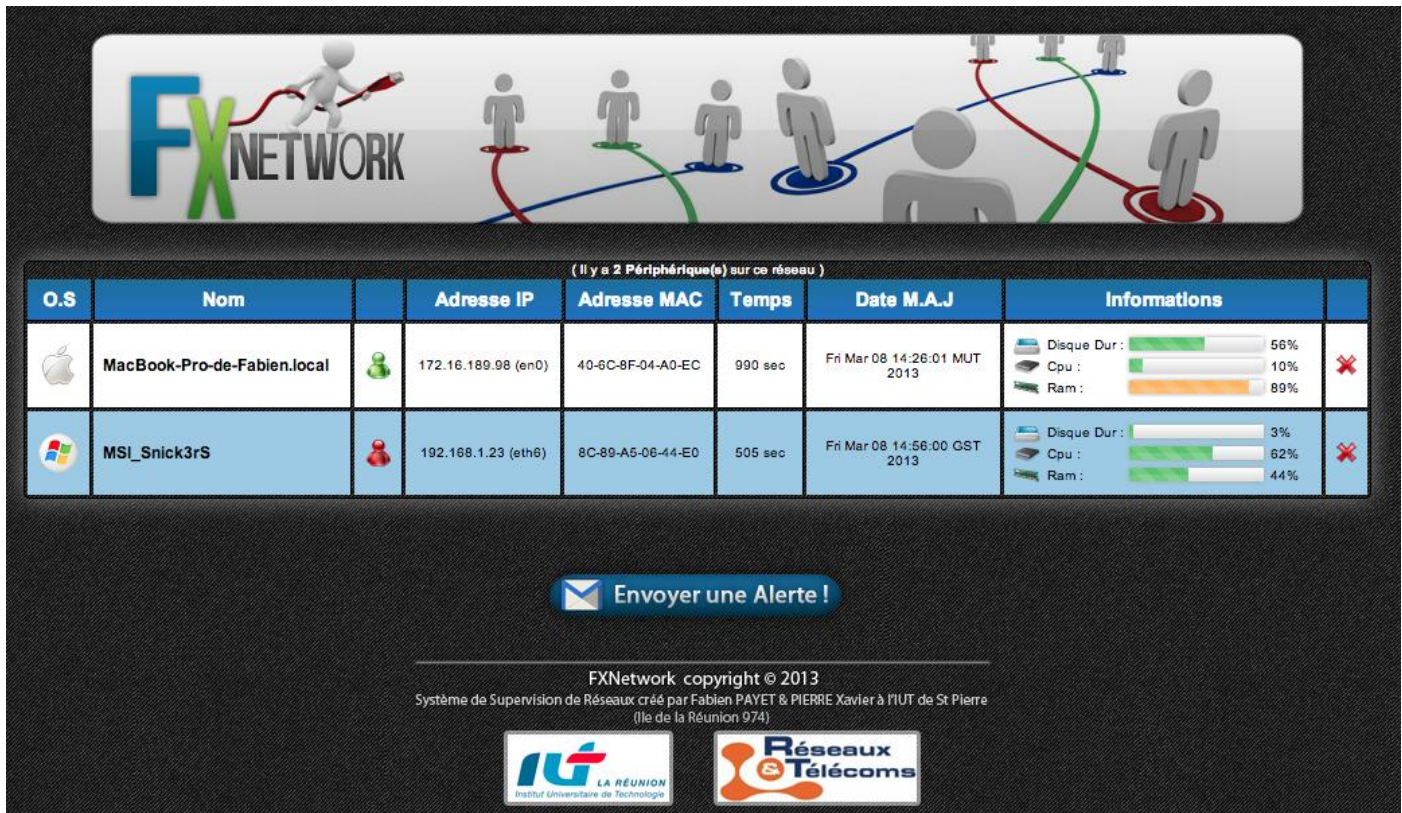 FXNETWORK
( Il y a 2 Périphérique(s) sur ce réseau )
O.S Nom Adresse IP Adresse MAC Temps Date M.A.J Informations
MacBook-Pro-de-Fabien.local 172.16.189.98 (en0) 40-6C-8F-04-A0-EC 990 sec Fri Mar 08 14:26:01 MUT 2013
Disque Dur : 56%
Cpu : 10%
Ram : 89%
MSI_Snick3rS 192.168.1.23 (eth6) 8C-89-A5-06-44-E0 505 sec Fri Mar 08 14:56:00 GST 2013
Disque Dur : 3%
Cpu : 62%
Ram : 44%
Envoyer une Alerte !
FXNetwork copyright © 2013
Système de Supervision de Réseaux créé par Fabien PAYET & PIERRE Xavier à l'IUT de St Pierre
(Ile de la Réunion 974)
IUT
LA RÉUNION
Institut Universitaire de Technologie
Réseaux
& Télécoms